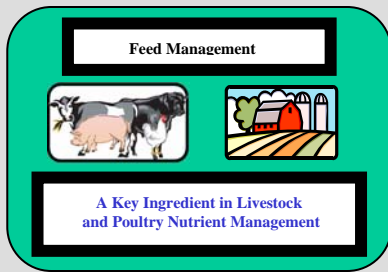 Feed Management
A Key Ingredient in Livestock
and Poultry Nutrient Management